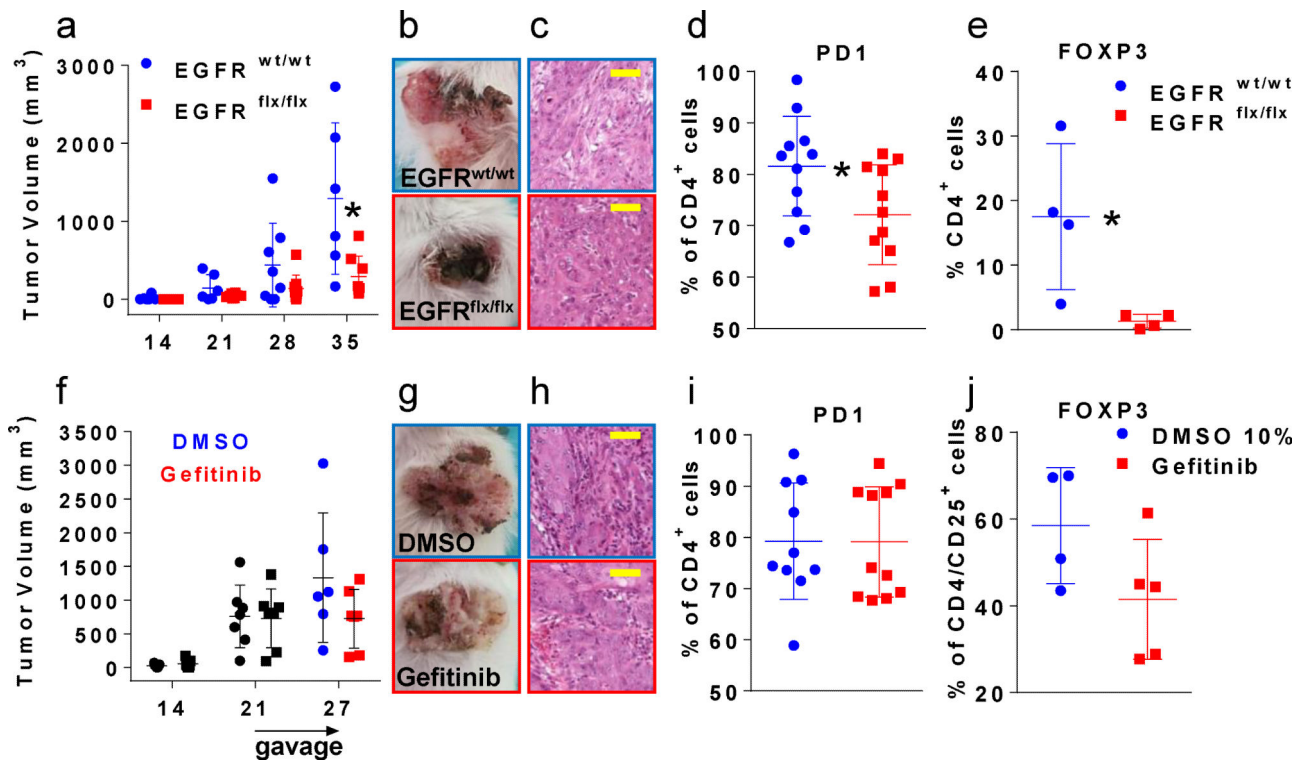 a
EGFR wt/wt
EGFR flx/flx
Tumor Volume (mm³)
3000
2000
1000
0
*
14 21 28 35
b
EGFRwt/wt
EGFRflx/flx
c
d
PD1
% of CD4⁺ cells
100
90
80
70
60
50
*
e
FOXP3
EGFR wt/wt
EGFR flx/flx
% CD4⁺ cells
40
30
20
10
0
*
f
DMSO
Gefitinib
Tumor Volume (mm³)
3500
3000
2500
2000
1500
1000
500
0
14 21 27
gavage
g
DMSO
Gefitinib
h
i
PD1
% of CD4⁺ cells
100
90
80
70
60
50
j
FOXP3
DMSO 10%
Gefitinib
% of CD4/CD25⁺ cells
80
60
40
20